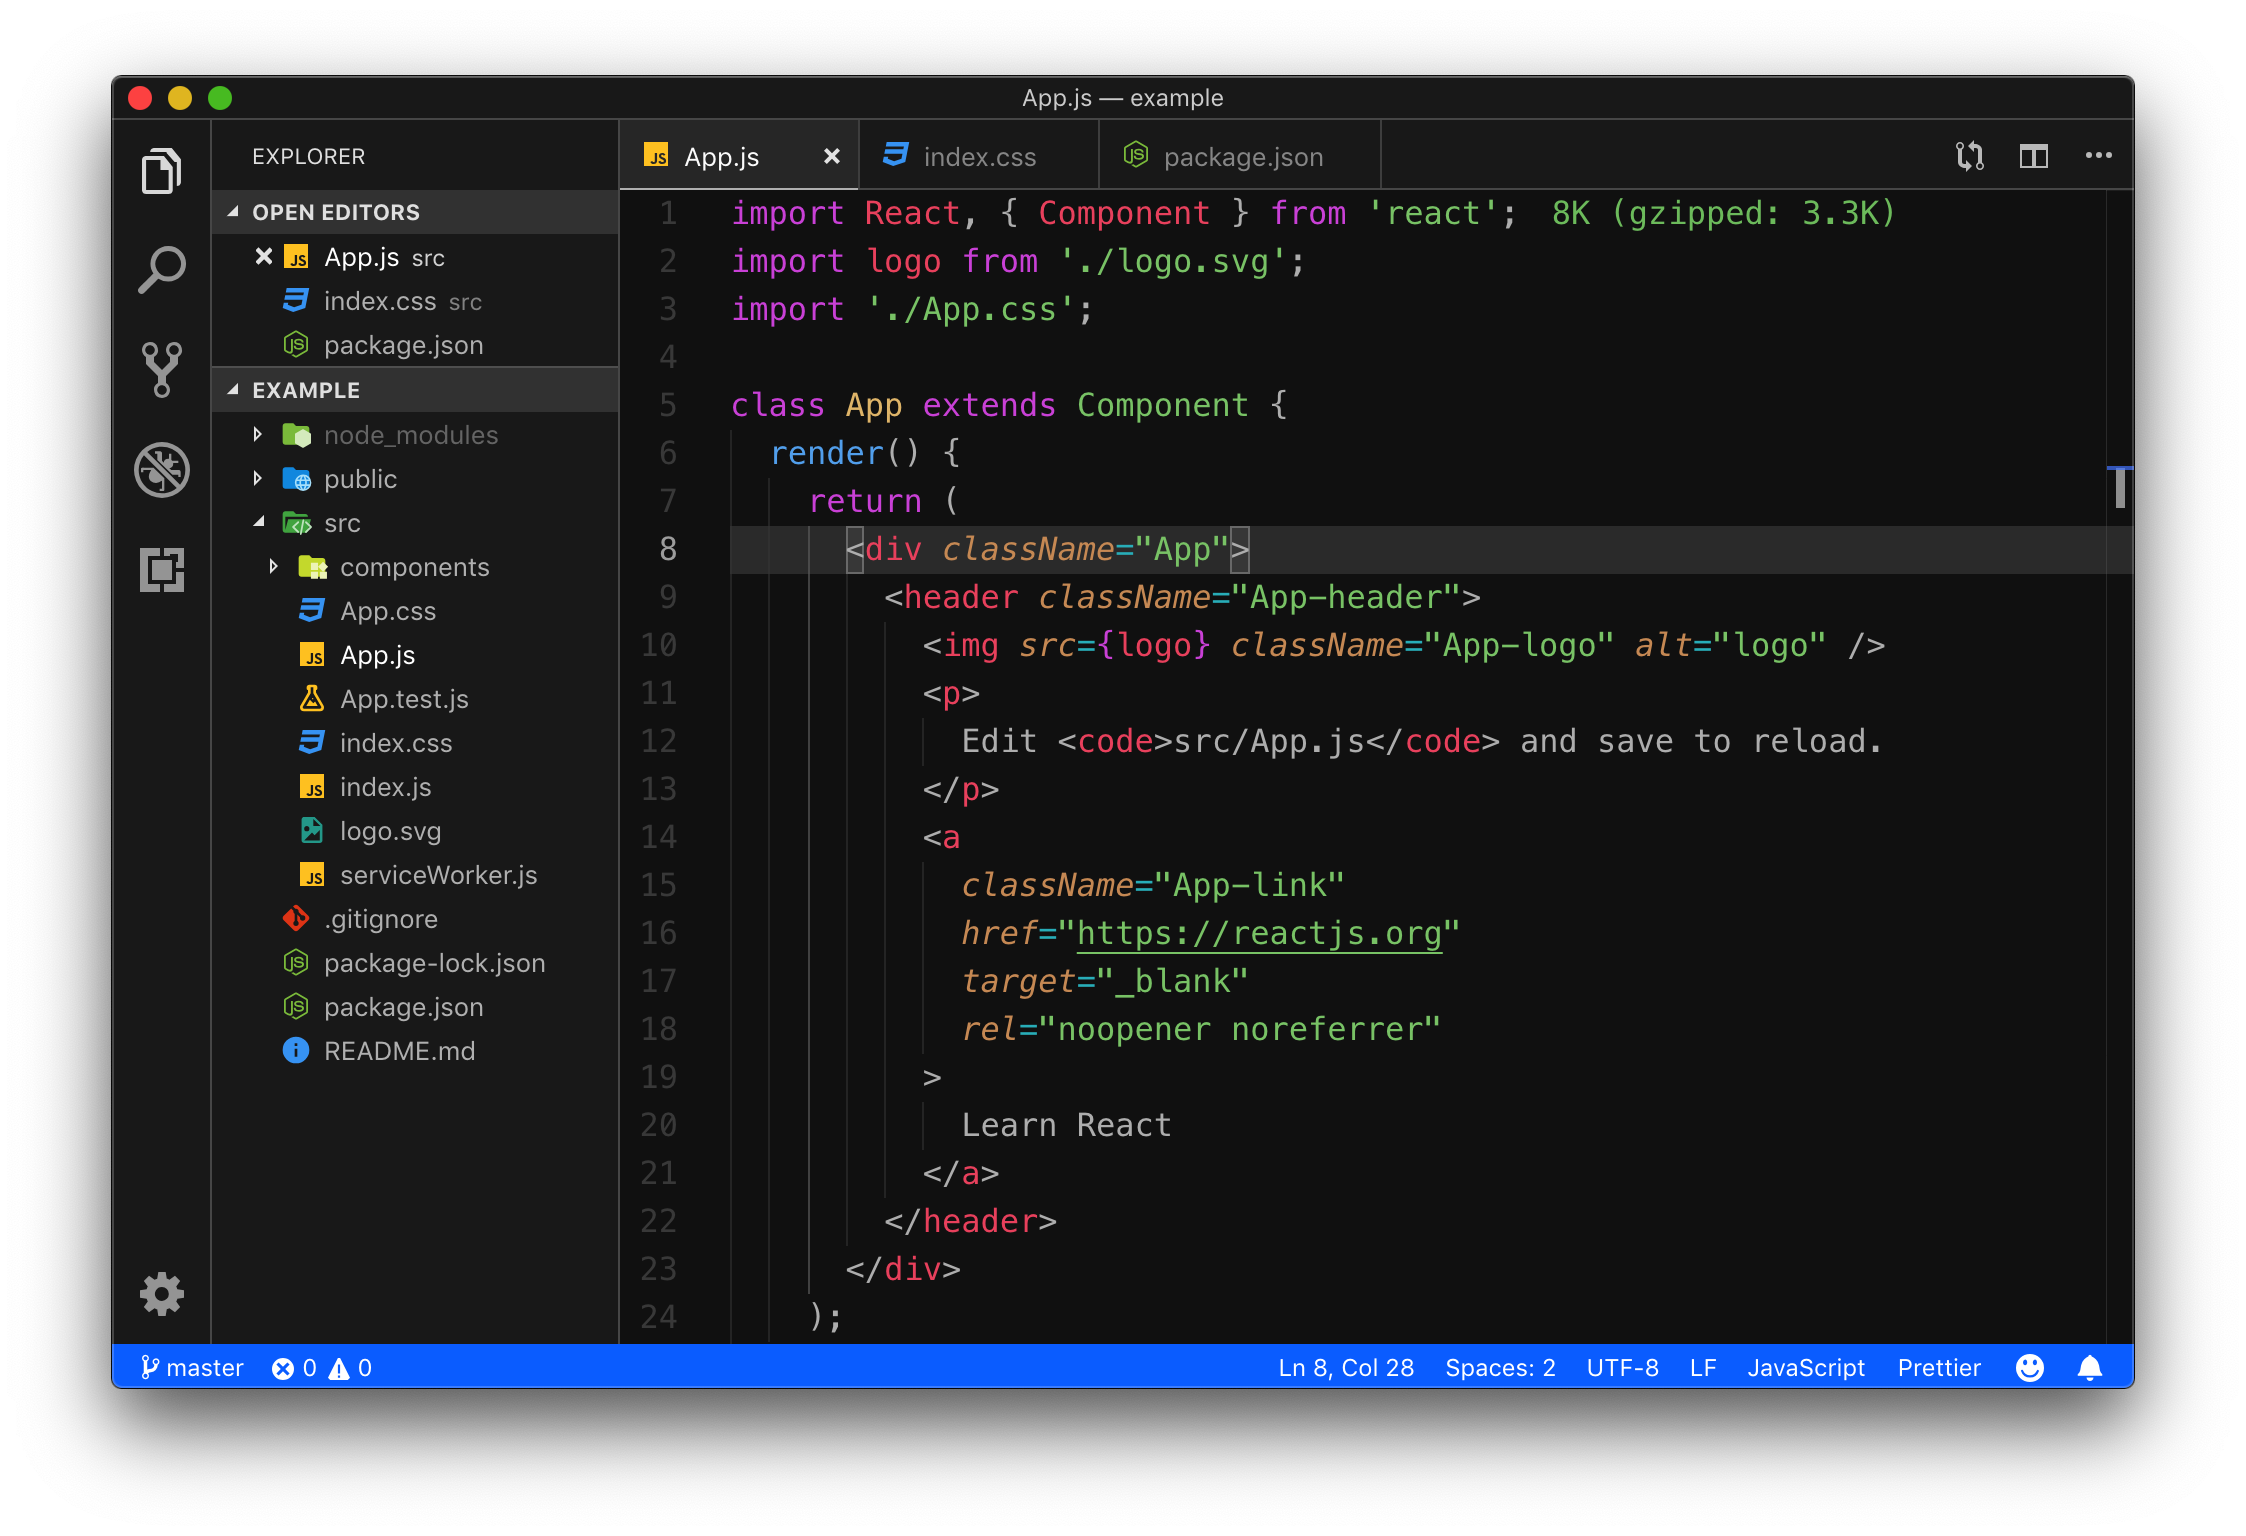 App.js — example
EXPLORER
OPEN EDITORS
App.js src
index.css src
package.json
EXAMPLE
node_modules
public
src
components
App.css
App.js
App.test.js
index.css
index.js
logo.svg
serviceWorker.js
.gitignore
package-lock.json
package.json
README.md
App.js index.css package.json
1 import React, { Component } from 'react'; 8K (gzipped: 3.3K)
2 import logo from './logo.svg';
3 import './App.css';
4
5 class App extends Component {
6   render() {
7     return (
8       <div className="App">
9         <header className="App-header">
10           <img src={logo} className="App-logo" alt="logo" />
11           <p>
12             Edit <code>src/App.js</code> and save to reload.
13           </p>
14           <a
15             className="App-link"
16             href="https://reactjs.org"
17             target="_blank"
18             rel="noopener noreferrer"
19           >
20             Learn React
21           </a>
22         </header>
23       </div>
24     );
master 0 0 Ln 8, Col 28 Spaces: 2 UTF-8 LF JavaScript Prettier